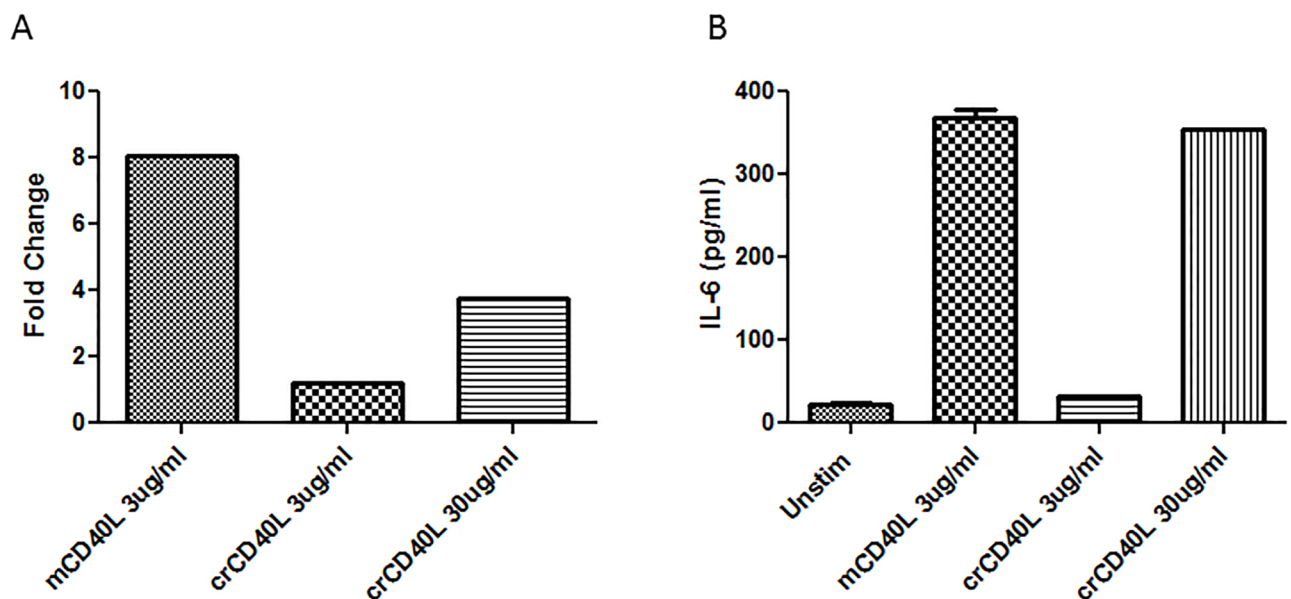 A
10
8
6
4
2
0
Fold Change
mCD40L 3ug/ml
crCD40L 3ug/ml
crCD40L 30ug/ml
B
400
300
200
100
0
IL-6 (pg/ml)
Unstim
mCD40L 3ug/ml
crCD40L 3ug/ml
crCD40L 30ug/ml